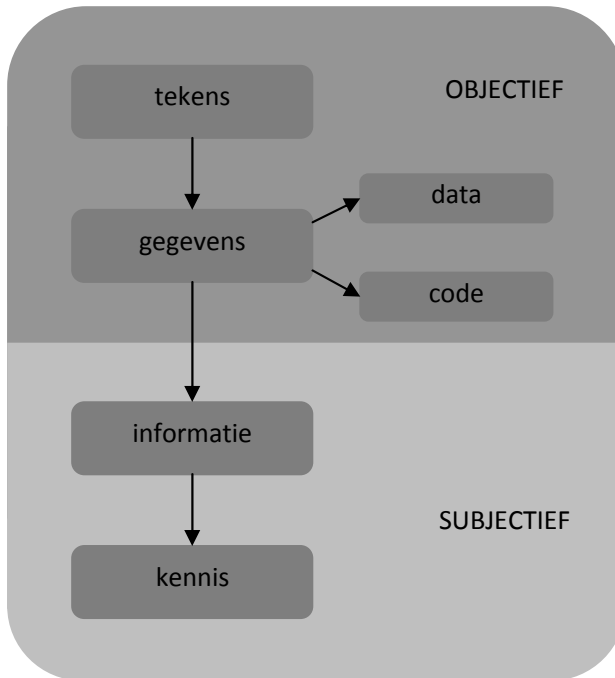 tekens
OBJECTIEF
data
gegevens
code
informatie
SUBJECTIEF
kennis